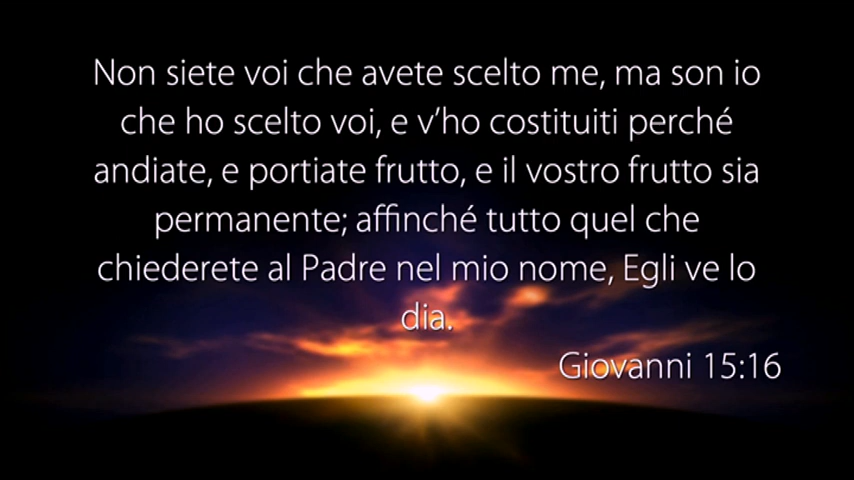 Non siete voi che avete scelto me, ma son io
che ho scelto voi, e v’ho costituiti perché
andiate, e portiate frutto, e il vostro frutto sia
permanente; affinché tutto quel che
chiederete al Padre nel mio nome, Egli ve lo
dia.
Giovanni 15:16